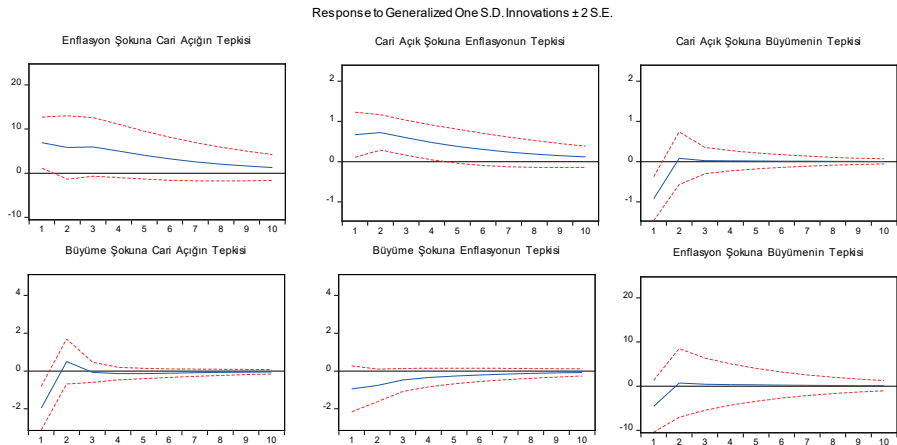 Response to Generalized One S.D. Innovations ± 2 S.E.
Enflasyon Şokuna Cari Açığın Tepkisi
Cari Açık Şokuna Enflasyonun Tepkisi
Cari Açık Şokuna Büyümenin Tepkisi
20
10
0
-10
1 2 3 4 5 6 7 8 9 10
2
1
0
-1
1 2 3 4 5 6 7 8 9 10
2
1
0
-1
1 2 3 4 5 6 7 8 9 10
Büyüme Şokuna Cari Açığın Tepkisi
Büyüme Şokuna Enflasyonun Tepkisi
Enflasyon Şokuna Büyümenin Tepkisi
4
2
0
-2
1 2 3 4 5 6 7 8 9 10
4
2
0
-2
1 2 3 4 5 6 7 8 9 10
20
10
0
-10
1 2 3 4 5 6 7 8 9 10